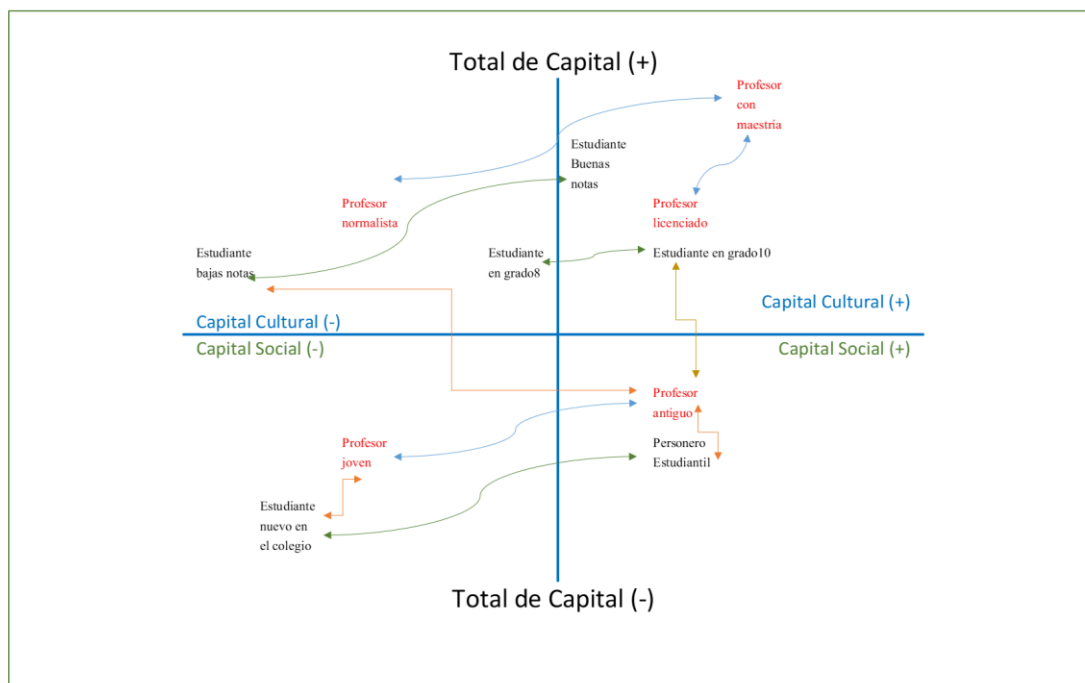 Total de Capital (+)
Profesor
con
maestría
Estudiante
Buenas
notas
Profesor
normalista
Profesor
licenciado
Estudiante
bajas notas
Estudiante
en grado8
Estudiante en grado10
Capital Cultural (-)
Capital Cultural (+)
Capital Social (-)
Capital Social (+)
Profesor
antiguo
Profesor
joven
Personero
Estudiantil
Estudiante
nuevo en
el colegio
Total de Capital (-)